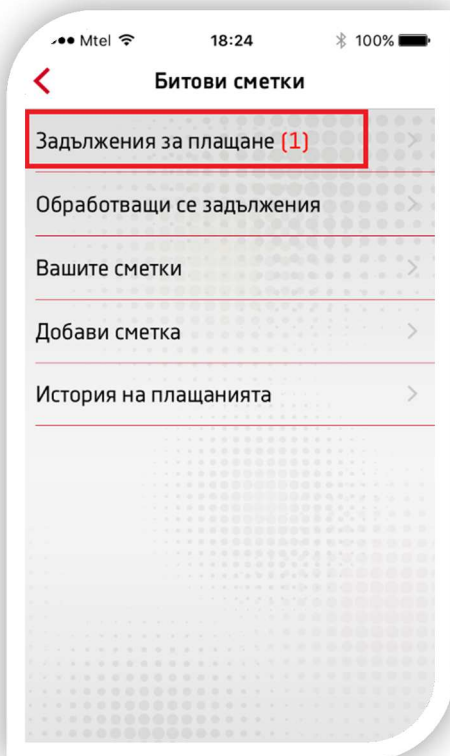 Mtel 18:24 100%
Битови сметки
Задължения за плащане (1)
Обработващи се задължения
Вашите сметки
Добави сметка
История на плащанията